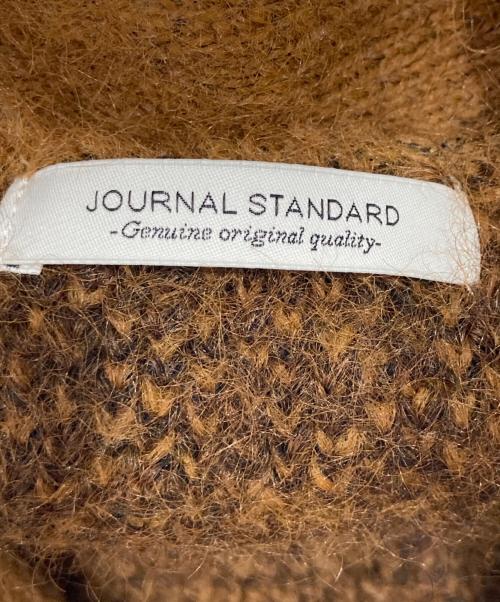 JOURNAL STANDARD
-Genuine original quality-